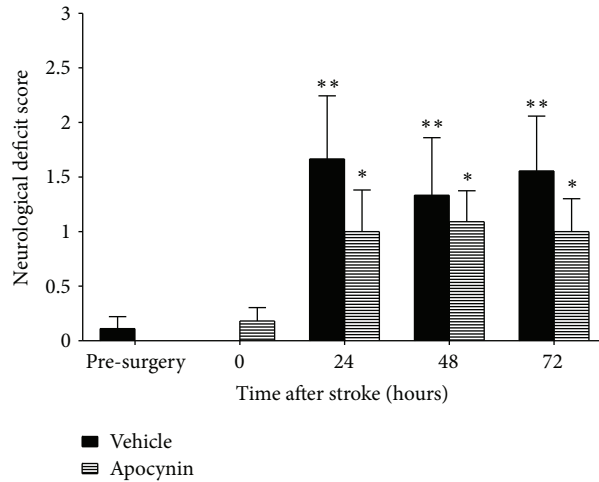 3
2.5
2
1.5
1
0.5
0
Neurological deficit score
**
*
**
*
**
*
Pre-surgery 0 24 48 72
Time after stroke (hours)
Vehicle
Apocynin